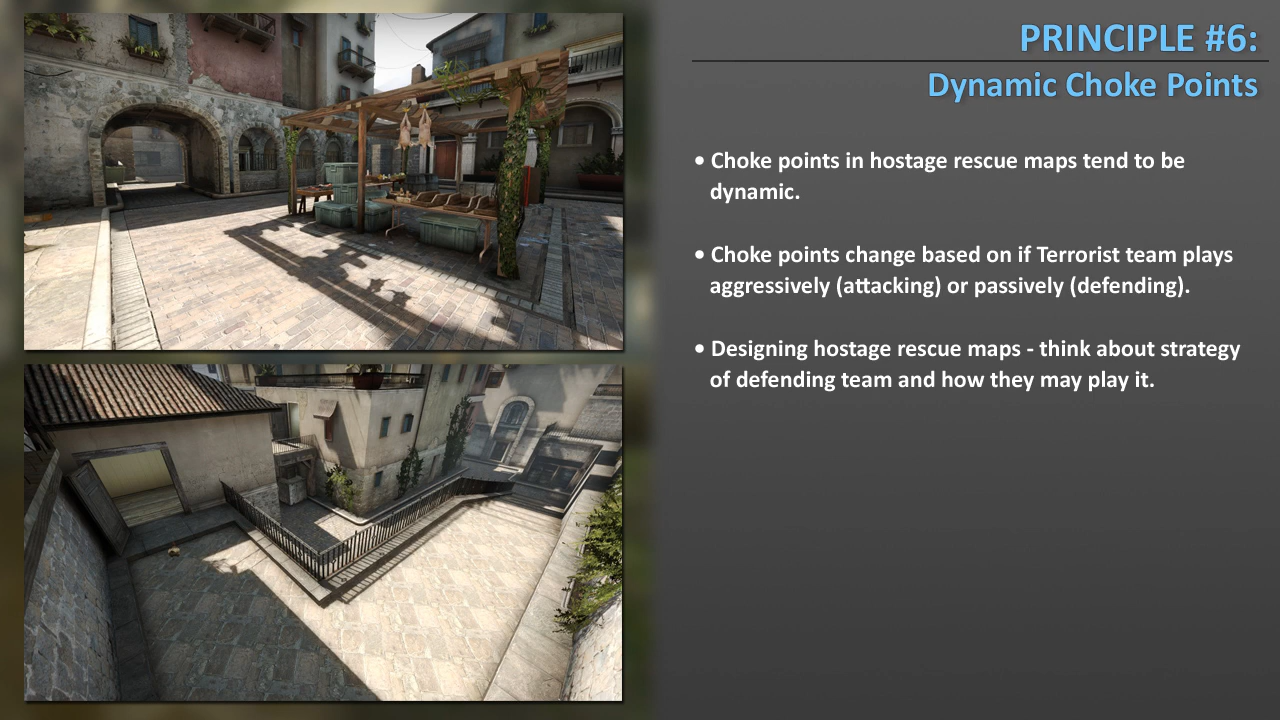 PRINCIPLE #6:
Dynamic Choke Points
• Choke points in hostage rescue maps tend to be
dynamic.
• Choke points change based on if Terrorist team plays
aggressively (attacking) or passively (defending).
• Designing hostage rescue maps - think about strategy
of defending team and how they may play it.